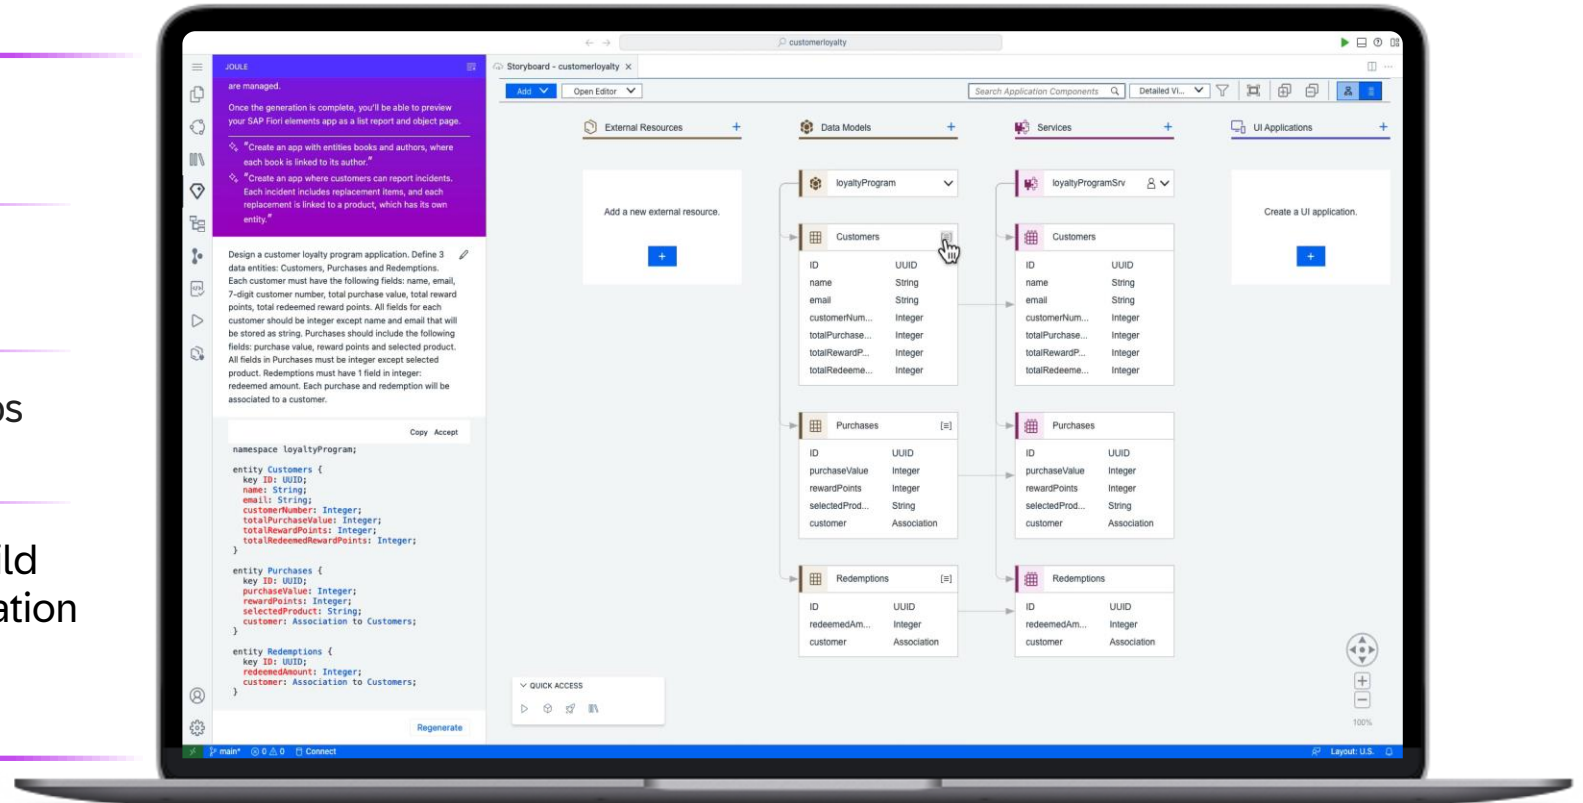 os
ild
ation
customerloyalty
JOULE
are managed.
Once the generation is complete, you'll be able to preview
your SAP Fiori elements app as a list report and object page.
"Create an app with entities books and authors, where
each book is linked to its author."
"Create an app where customers can report incidents.
Each incident includes replacement items, and each
replacement is linked to a product, which has its own
entity."
Design a customer loyalty program application. Define 3
data entities: Customers, Purchases and Redemptions.
Each customer must have the following fields: name, email,
7-digit customer number, total purchase value, total reward
points, total redeemed reward points. All fields for each
customer should be integer except name and email that will
be stored as string. Purchases should include the following
fields: purchase value, reward points and selected product.
All fields in Purchases must be integer except selected
product. Redemptions must have 1 field in integer:
redeemed amount. Each purchase and redemption will be
associated to a customer.
Copy Accept
namespace loyaltyProgram;
entity Customers {
key ID: UUID;
name: String;
email: String;
customerNumber: Integer;
totalPurchaseValue: Integer;
totalRewardPoints: Integer;
totalRedeemedRewardPoints: Integer;
}
entity Purchases {
key ID: UUID;
purchaseValue: Integer;
rewardPoints: Integer;
selectedProduct: String;
customer: Association to Customers;
}
entity Redemptions {
key ID: UUID;
redeemedAmount: Integer;
customer: Association to Customers;
}
Regenerate
Storyboard - customerloyalty ×
Add Open Editor Search Application Components Detailed Vi...
External Resources +
Add a new external resource.
+
Data Models +
loyaltyProgram
Customers
ID UUID
name String
email String
customerNum... Integer
totalPurchase... Integer
totalRewardP... Integer
totalRedeeme... Integer
Purchases
ID UUID
purchaseValue Integer
rewardPoints Integer
selectedProd... String
customer Association
Redemptions
ID UUID
redeemedAm... Integer
customer Association
Services +
loyaltyProgramSrv
Customers
ID UUID
name String
email String
customerNum... Integer
totalPurchase... Integer
totalRewardP... Integer
totalRedeeme... Integer
Purchases
ID UUID
purchaseValue Integer
rewardPoints Integer
selectedProd... String
customer Association
Redemptions
ID UUID
redeemedAm... Integer
customer Association
UI Applications +
Create a UI application.
+
QUICK ACCESS
100%
main* 0 0 Connect
Layout: U.S.